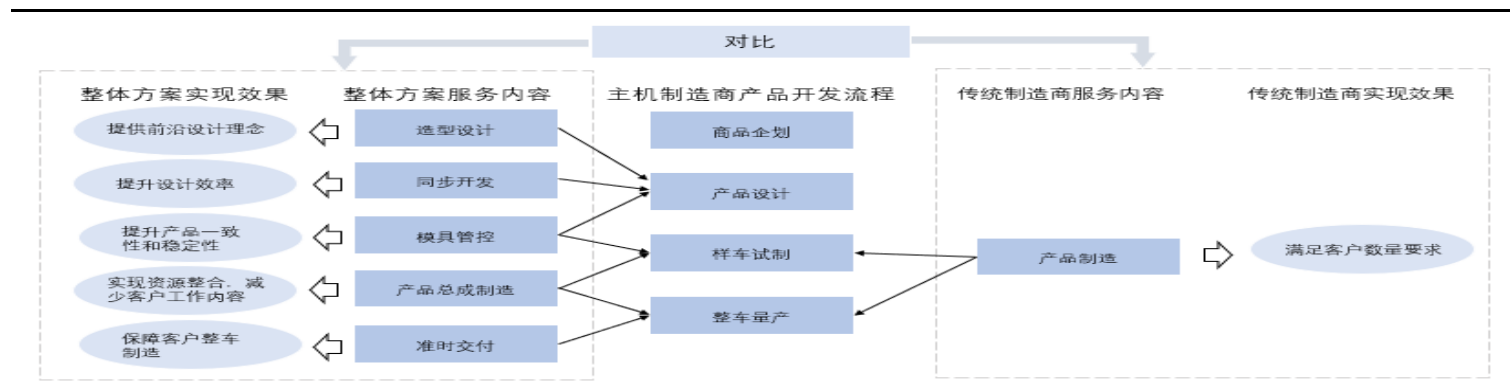 对比
整体方案实现效果
整体方案服务内容
主机制造商产品开发流程
传统制造商服务内容
传统制造商实现效果
提供前沿设计理念
造型设计
商品企划
提升设计效率
同步开发
产品设计
提升产品一致
性和稳定性
模具管控
样车试制
产品制造
满足客户数量要求
实现资源整合，减
少客户工作内容
产品总成制造
整车量产
保障客户整车
制造
准时交付